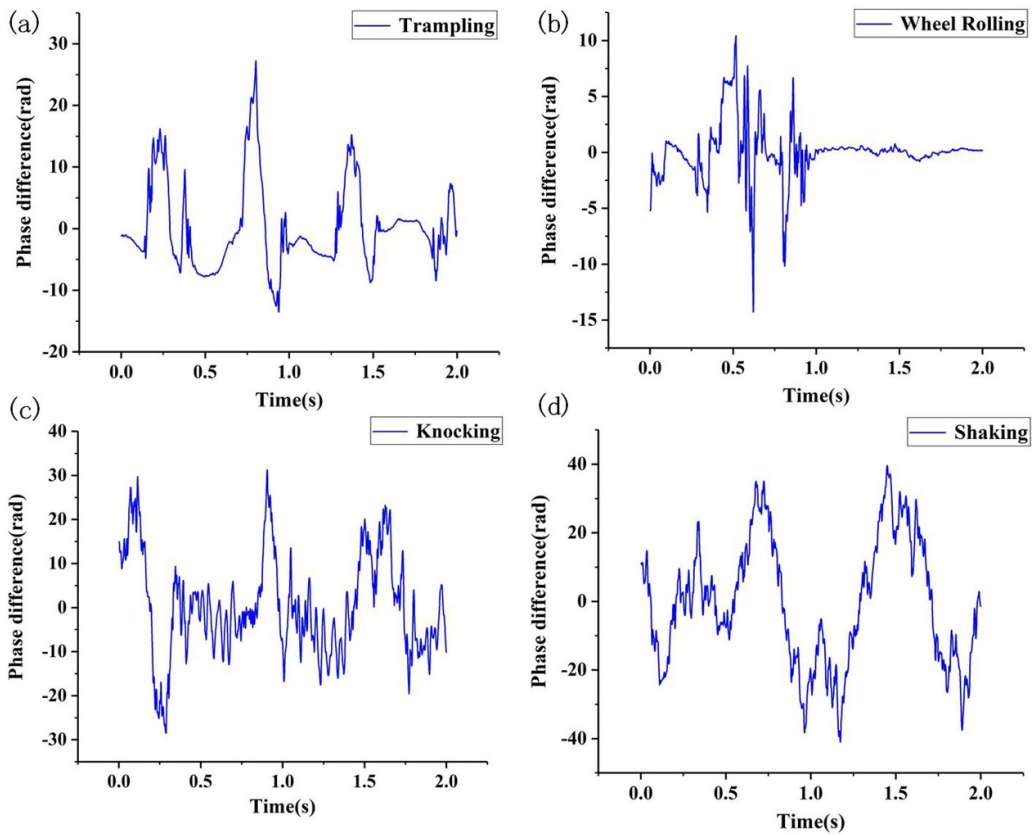 (a)
Trampling
Phase difference(rad)
30
20
10
0
-10
-20
0.0 0.5 1.0 1.5 2.0
Time(s)
(b)
Wheel Rolling
Phase difference(rad)
10
5
0
-5
-10
-15
0.0 0.5 1.0 1.5 2.0
Time(s)
(c)
Knocking
Phase difference(rad)
40
30
20
10
0
-10
-20
-30
0.0 0.5 1.0 1.5 2.0
Time(s)
(d)
Shaking
Phase difference(rad)
40
20
0
-20
-40
0.0 0.5 1.0 1.5 2.0
Time(s)